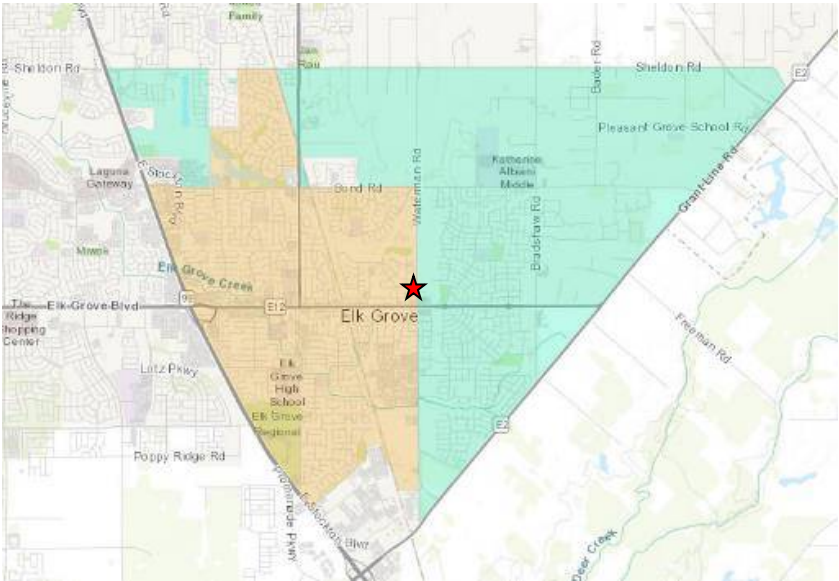 Family
Sheldon Rd
Sheldon Rd
E2
Bader Rd
Pleasant Grove School Rd
Laguna
Gateway
E Stockton Blvd
Bond Rd
Waterman Rd
Katherine
Albiani
Middle
Bradshaw Rd
Grant Line Rd
Elk Grove Creek
99
The
Ridge
Shopping
Center
Elk Grove Blvd
E12
Elk Grove
Lotz Pkwy
Elk
Grove
High
School
Elk Grove
Regional
Freeman Rd
E2
Poppy Ridge Rd
Promenade Pkwy
E Stockton Blvd
Deer Creek